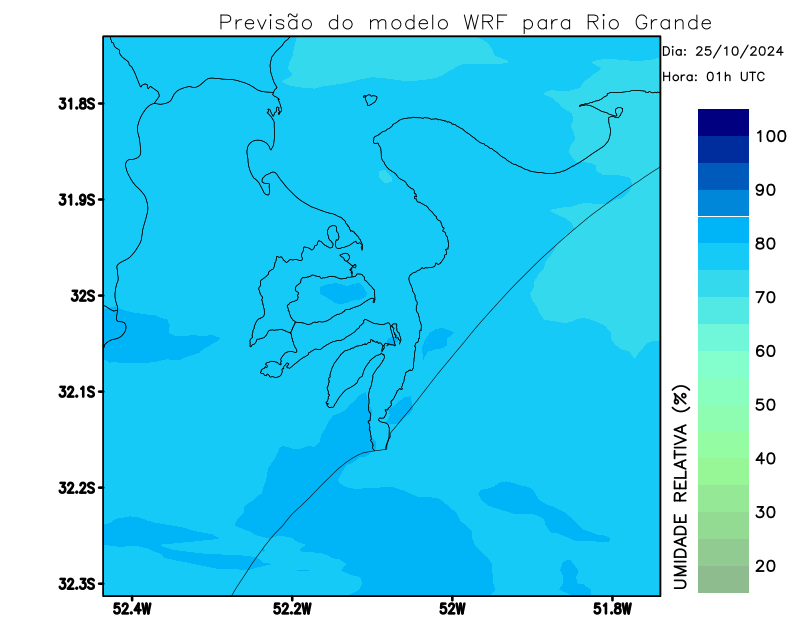 Previsão do modelo WRF para Rio Grande
Dia: 25/10/2024
Hora: 01h UTC
31.8S
31.9S
32S
32.1S
32.2S
32.3S
52.4W
52.2W
52W
51.8W
100
90
80
70
60
50
40
30
20
UMIDADE RELATIVA (%)